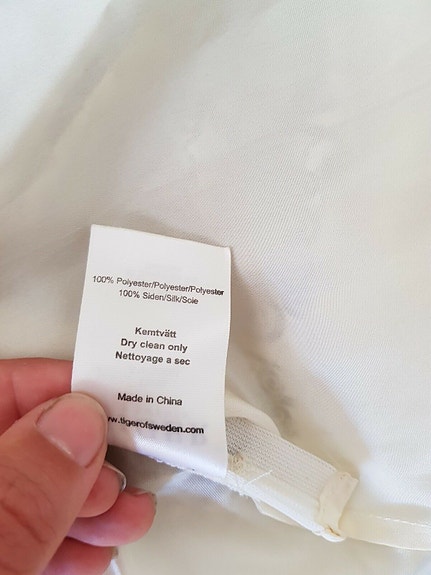 100% Polyester/Polyester/Polyester
100% Siden/Silk/Soie
Kemtvätt
Dry clean only
Nettoyage a sec
Made in China
w.tigerofsweden.com